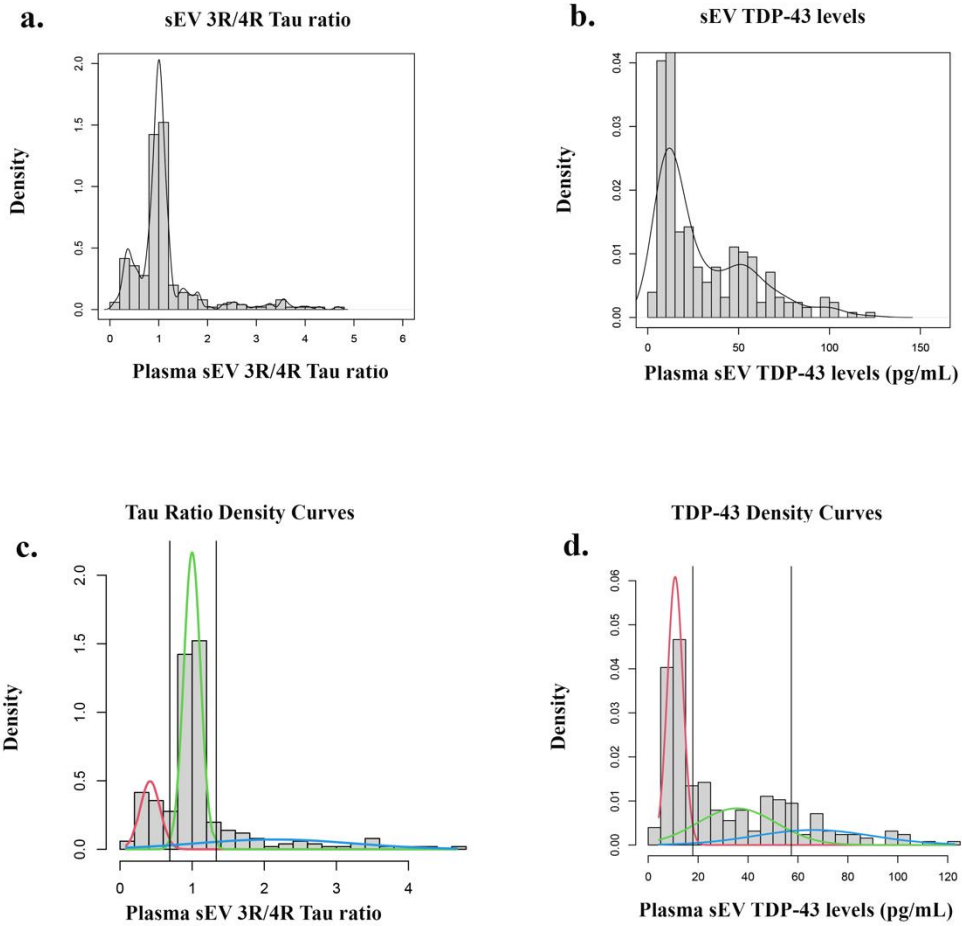 a.
sEV 3R/4R Tau ratio
Density
2.0
1.5
1.0
0.5
0.0
0 1 2 3 4 5 6
Plasma sEV 3R/4R Tau ratio
b.
sEV TDP-43 levels
Density
0.04
0.03
0.02
0.01
0.00
0 50 100 150
Plasma sEV TDP-43 levels (pg/mL)
Tau Ratio Density Curves
c.
Density
2.0
1.5
1.0
0.5
0.0
0 1 2 3 4
Plasma sEV 3R/4R Tau ratio
TDP-43 Density Curves
d.
Density
0.06
0.05
0.04
0.03
0.02
0.01
0.00
0 20 40 60 80 100 120
Plasma sEV TDP-43 levels (pg/mL)